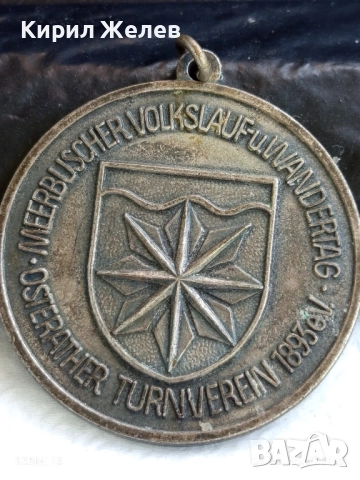 Кирил Желев
· MEERBUSCHER VOLKSLAUF u. WANDERTAG ·
OSTERATHER TURNVEREIN 1893 e.V.
BAZAR